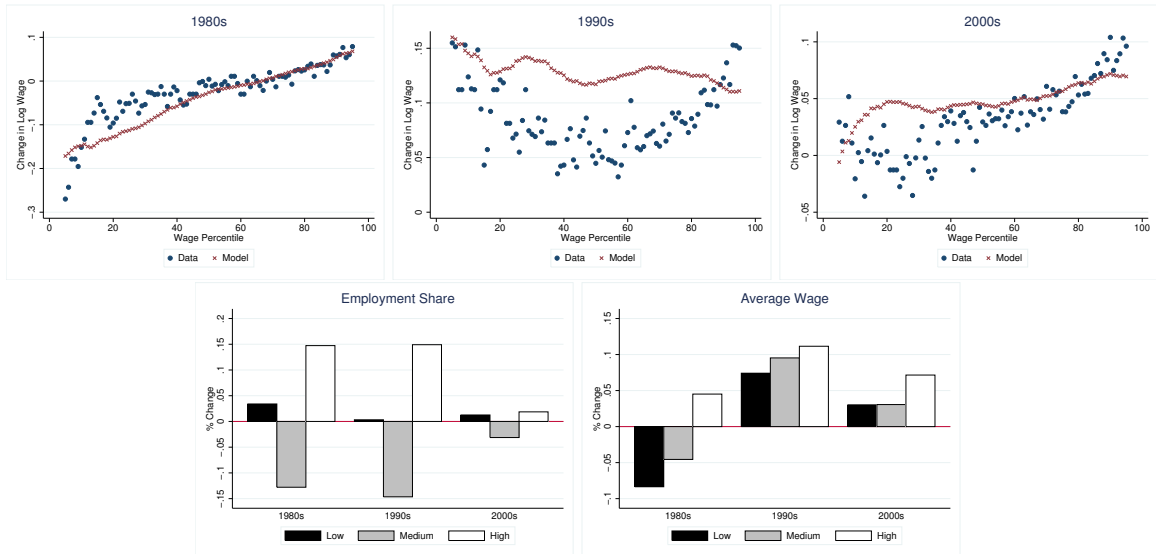 1980s
Change in Log Wage
.1
0
-.1
-.2
-.3
0 20 40 60 80 100
Wage Percentile
Data Model
1990s
Change in Log Wage
.15
.1
.05
0
0 20 40 60 80 100
Wage Percentile
Data Model
2000s
Change in Log Wage
.1
.05
0
-.05
0 20 40 60 80 100
Wage Percentile
Data Model
Employment Share
% Change
.2
.15
.1
.05
0
-.05
-.1
-.15
1980s 1990s 2000s
Low Medium High
Average Wage
% Change
.15
.1
.05
0
-.05
-.1
1980s 1990s 2000s
Low Medium High